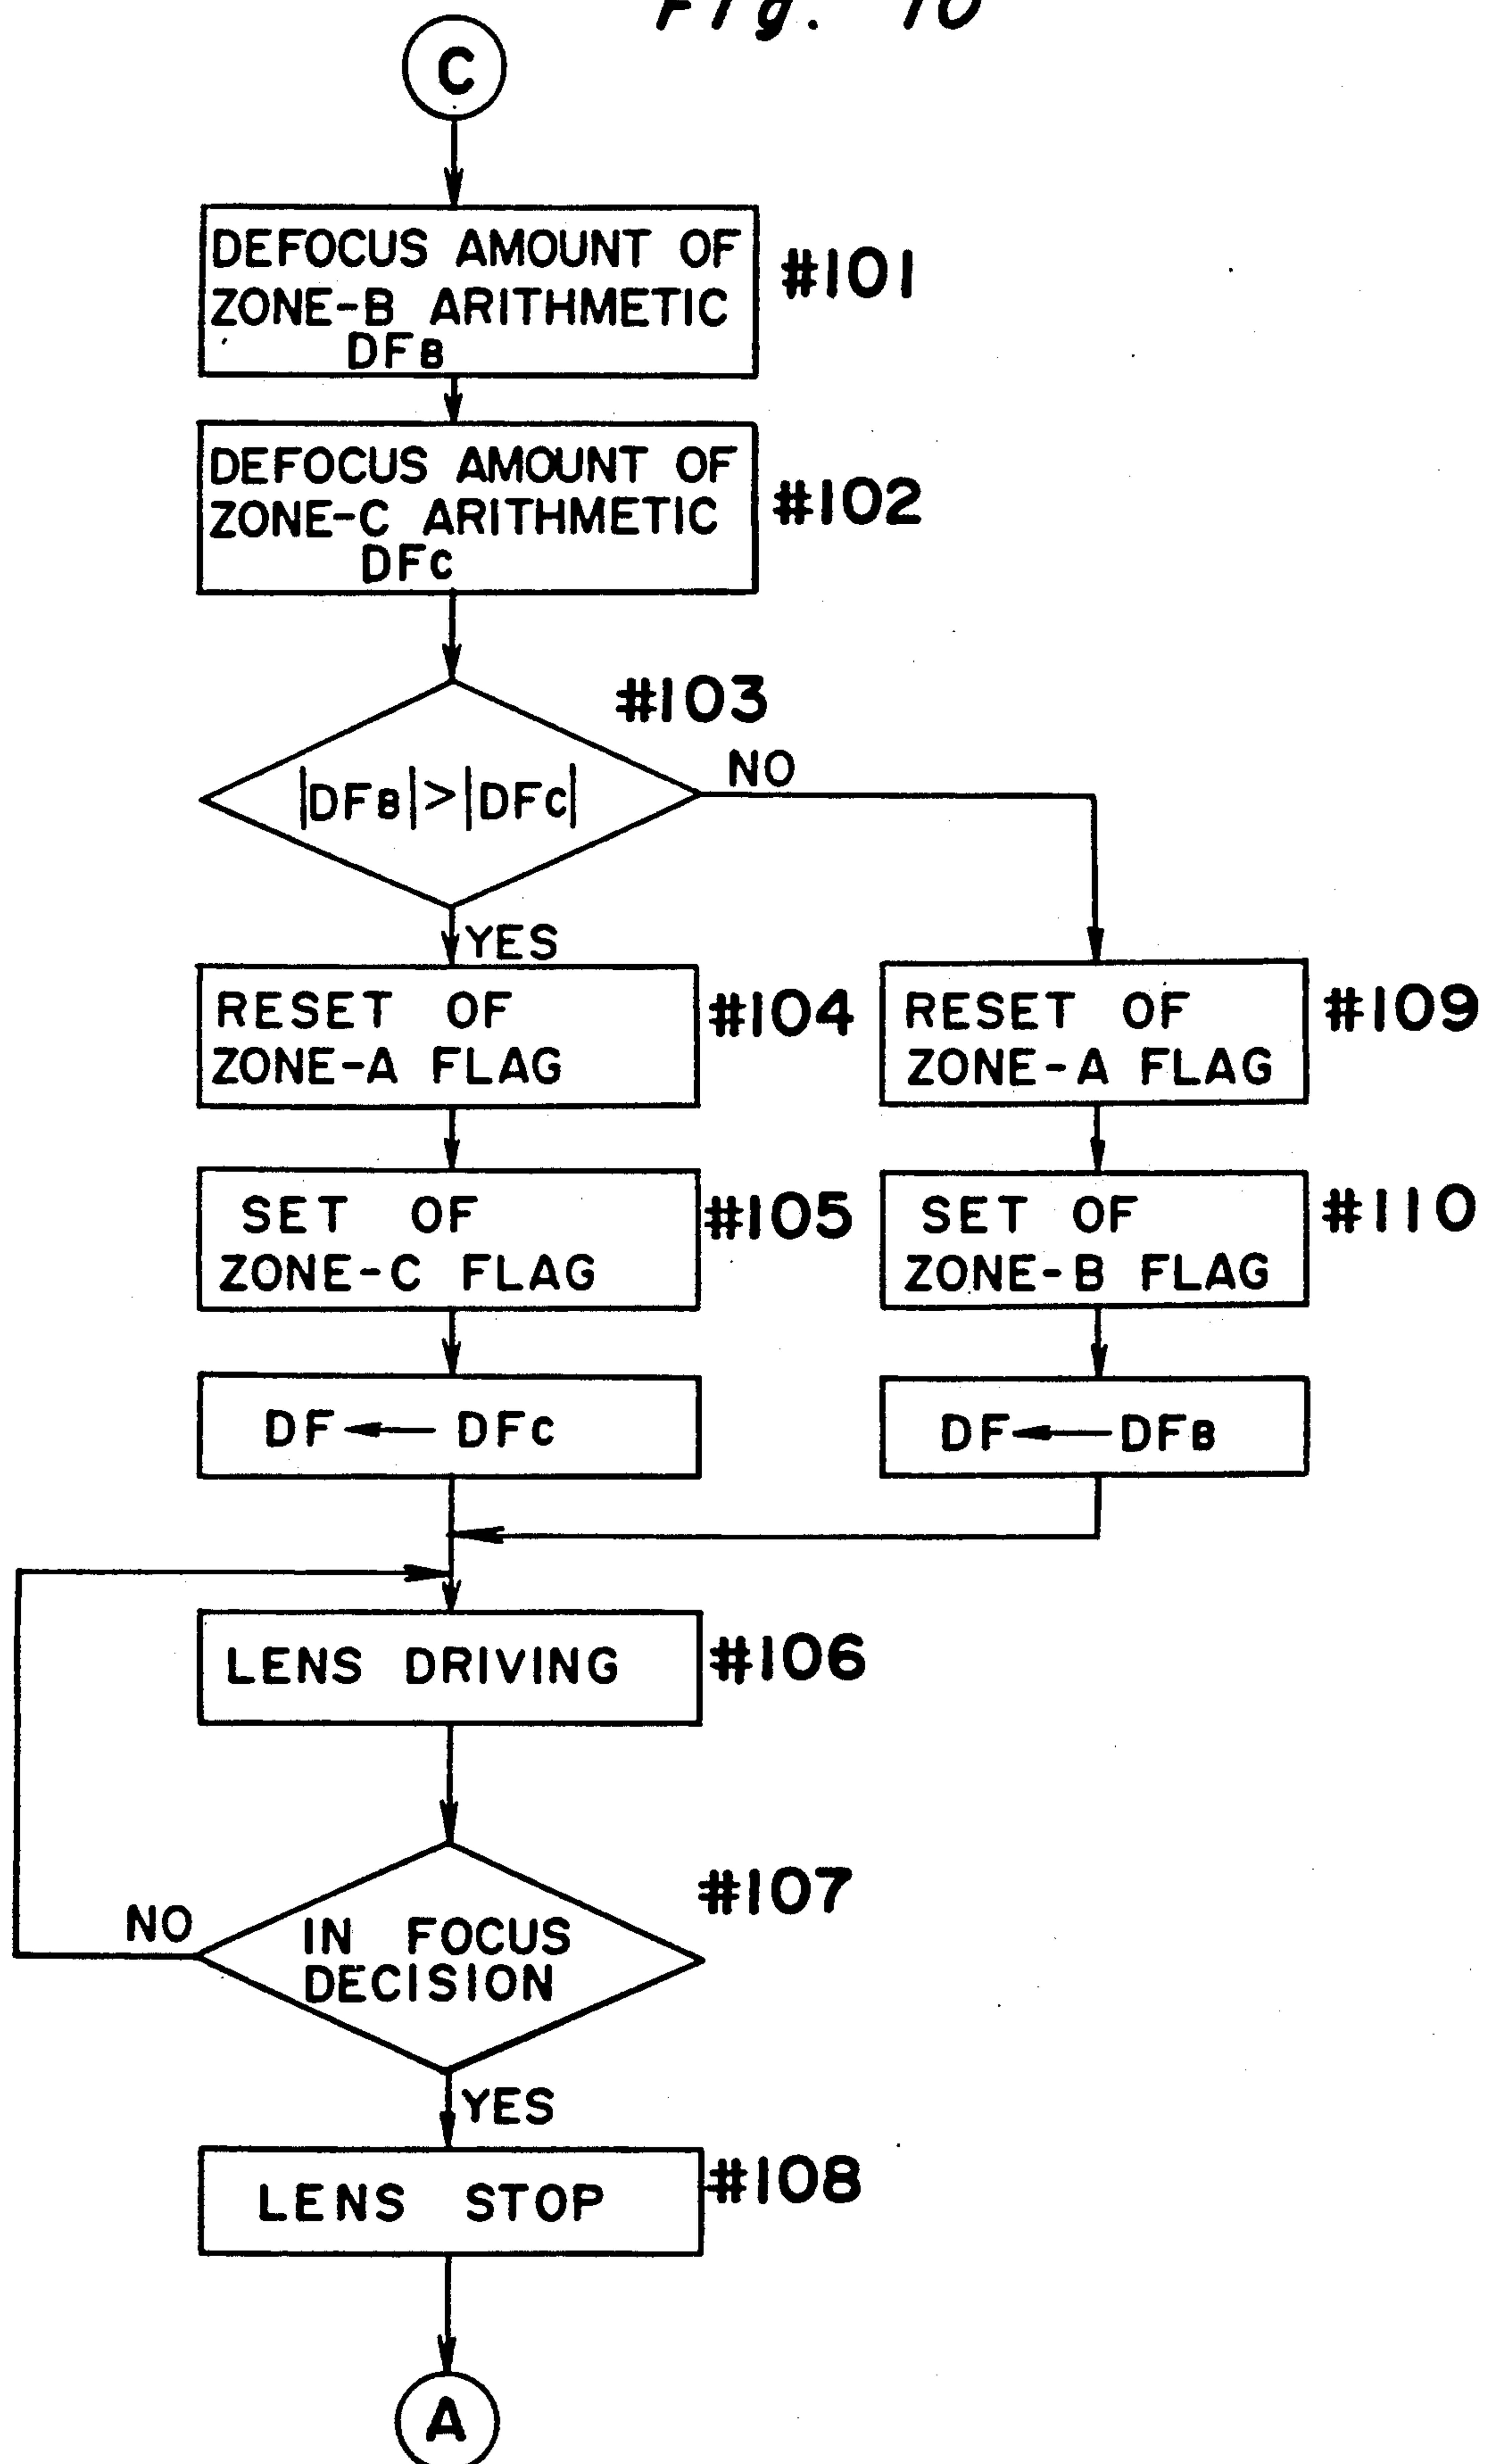 Fig. 10
C
DEFOCUS AMOUNT OF
ZONE-B ARITHMETIC
DFB
#101
DEFOCUS AMOUNT OF
ZONE-C ARITHMETIC
DFC
#102
#103
|DFB|>|DFC|
NO
YES
RESET OF
ZONE-A FLAG
#104
RESET OF
ZONE-A FLAG
#109
SET OF
ZONE-C FLAG
#105
SET OF
ZONE-B FLAG
#110
DF ← DFC
DF ← DFB
LENS DRIVING
#106
#107
NO
IN FOCUS
DECISION
YES
LENS STOP
#108
A